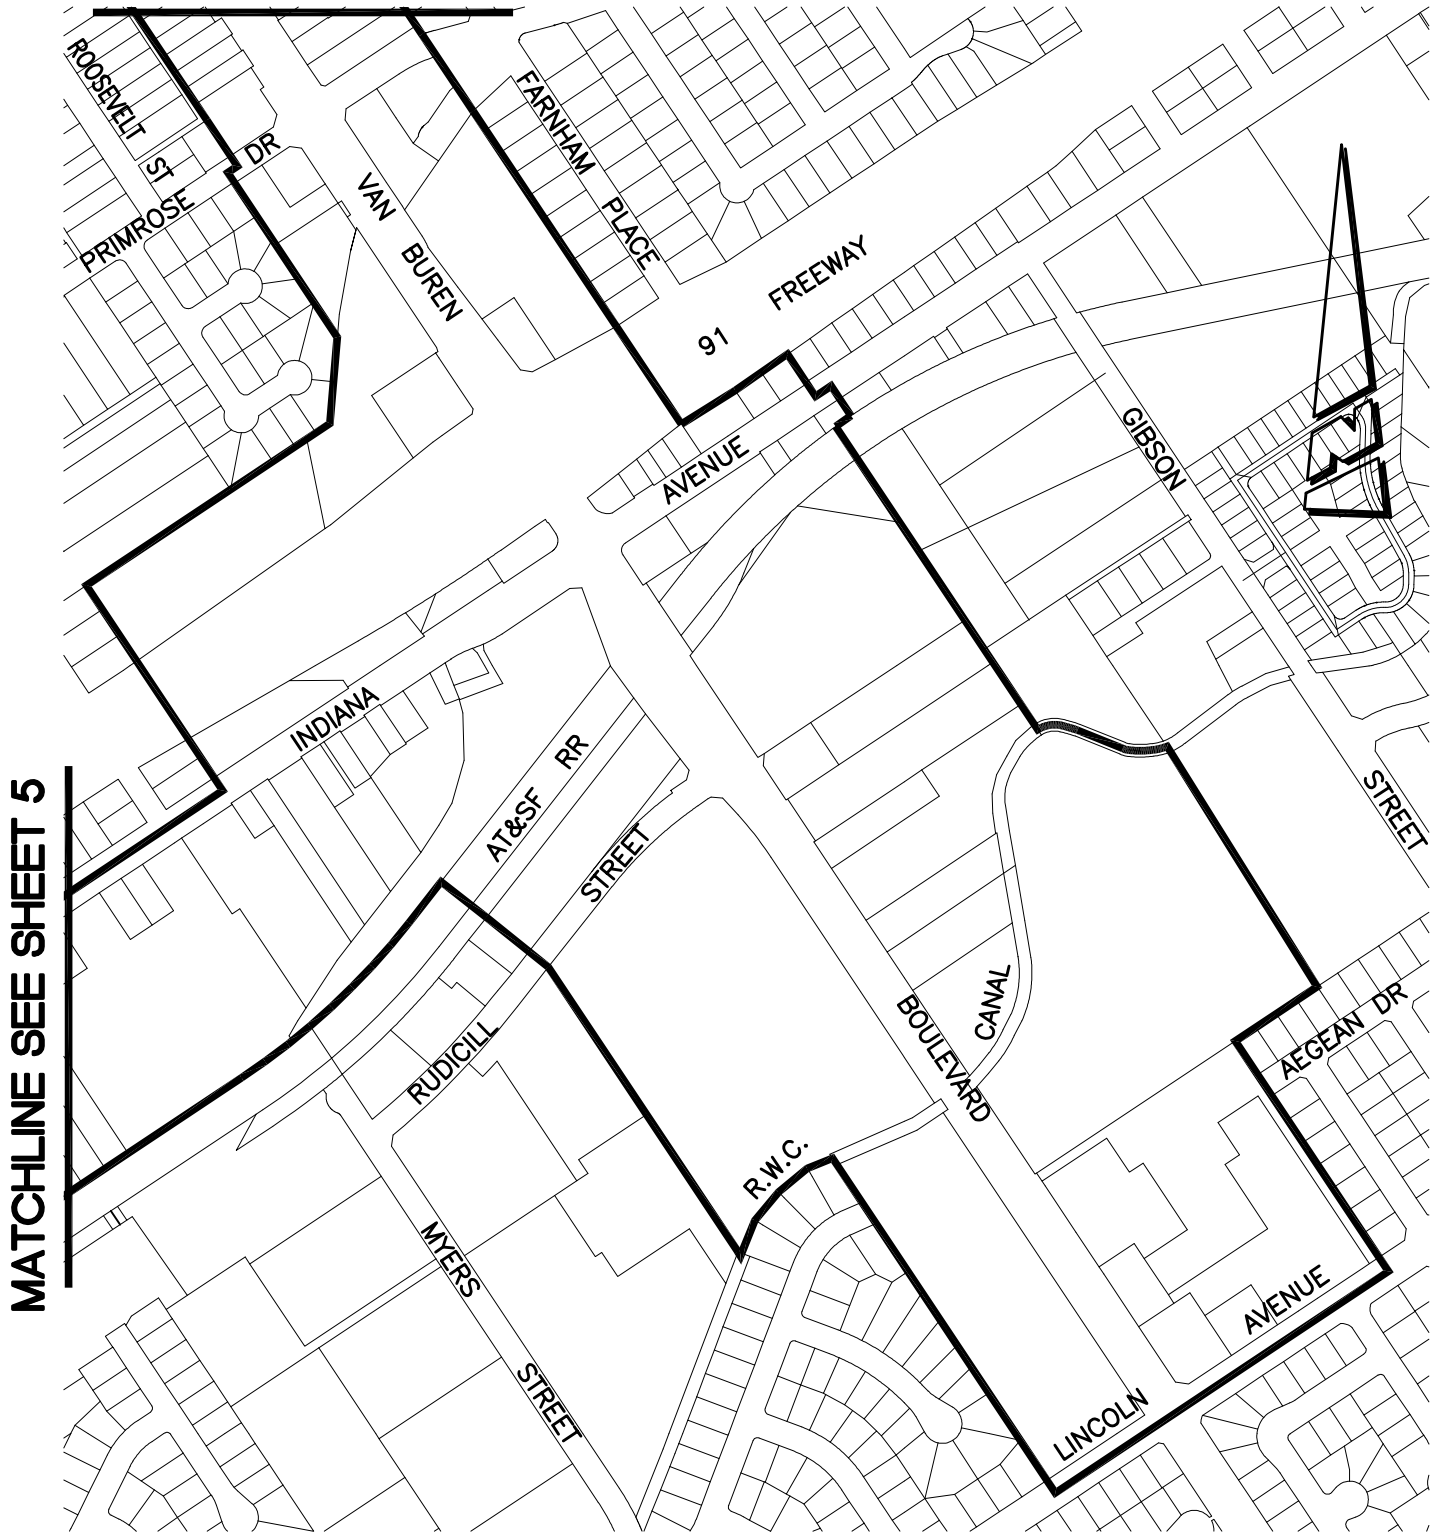 ROOSEVELT ST
DR
PRIMROSE
VAN BUREN
FARNHAM PLACE
91 FREEWAY
N
AVENUE
GIBSON
INDIANA
AT&SF RR
STREET
STREET
MATCHLINE SEE SHEET 5
CANAL
BOULEVARD
AEGEAN DR
RUDICILL
R.W.C.
MYERS
STREET
AVENUE
LINCOLN